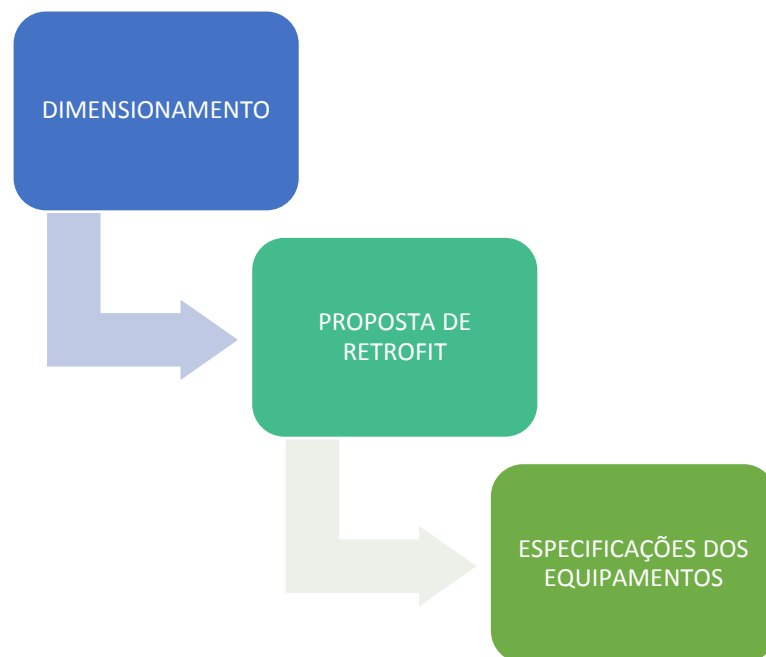 DIMENSIONAMENTO
PROPOSTA DE
RETROFIT
ESPECIFICAÇÕES DOS
EQUIPAMENTOS